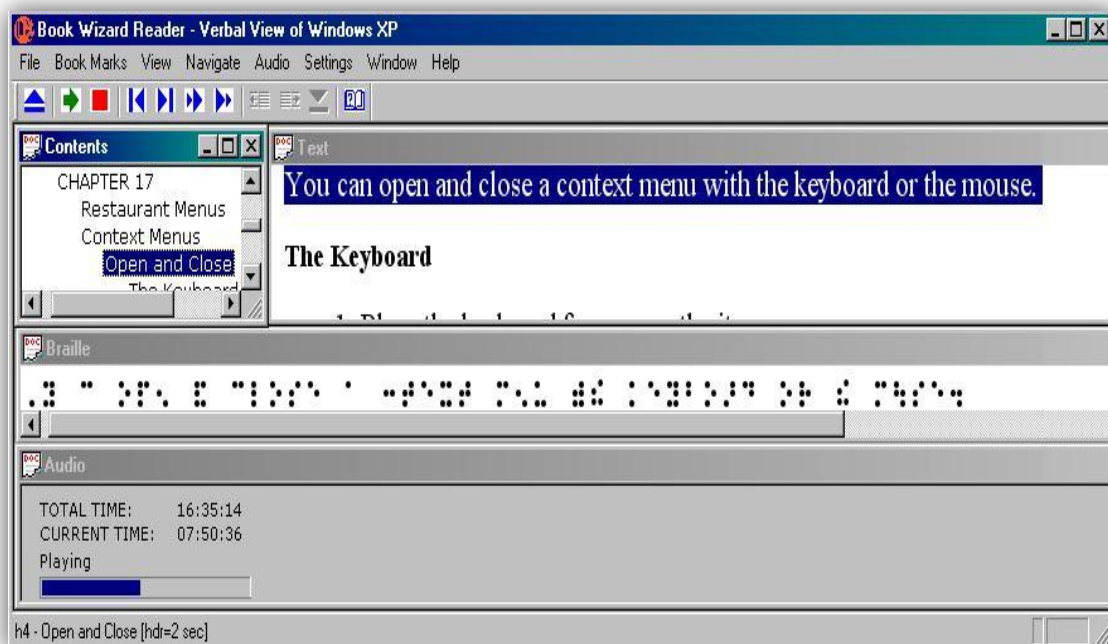 Book Wizard Reader - Verbal View of Windows XP
File Book Marks View Navigate Audio Settings Window Help
Contents
CHAPTER 17
Restaurant Menus
Context Menus
Open and Close
The Keyboard
Text
You can open and close a context menu with the keyboard or the mouse.
The Keyboard
Braille
⠠⠽ ⠉ ⠕⠏⠢ ⠯ ⠉⠇⠕⠎⠑ ⠁ ⠒⠞⠑⠭⠞ ⠍⠢⠥ ⠾⠮ ⠅⠑⠽⠃⠕⠜⠙ ⠕⠗ ⠮ ⠍⠳⠎⠑⠲
Audio
TOTAL TIME: 16:35:14
CURRENT TIME: 07:50:36
Playing
h4 - Open and Close [hdr=2 sec]